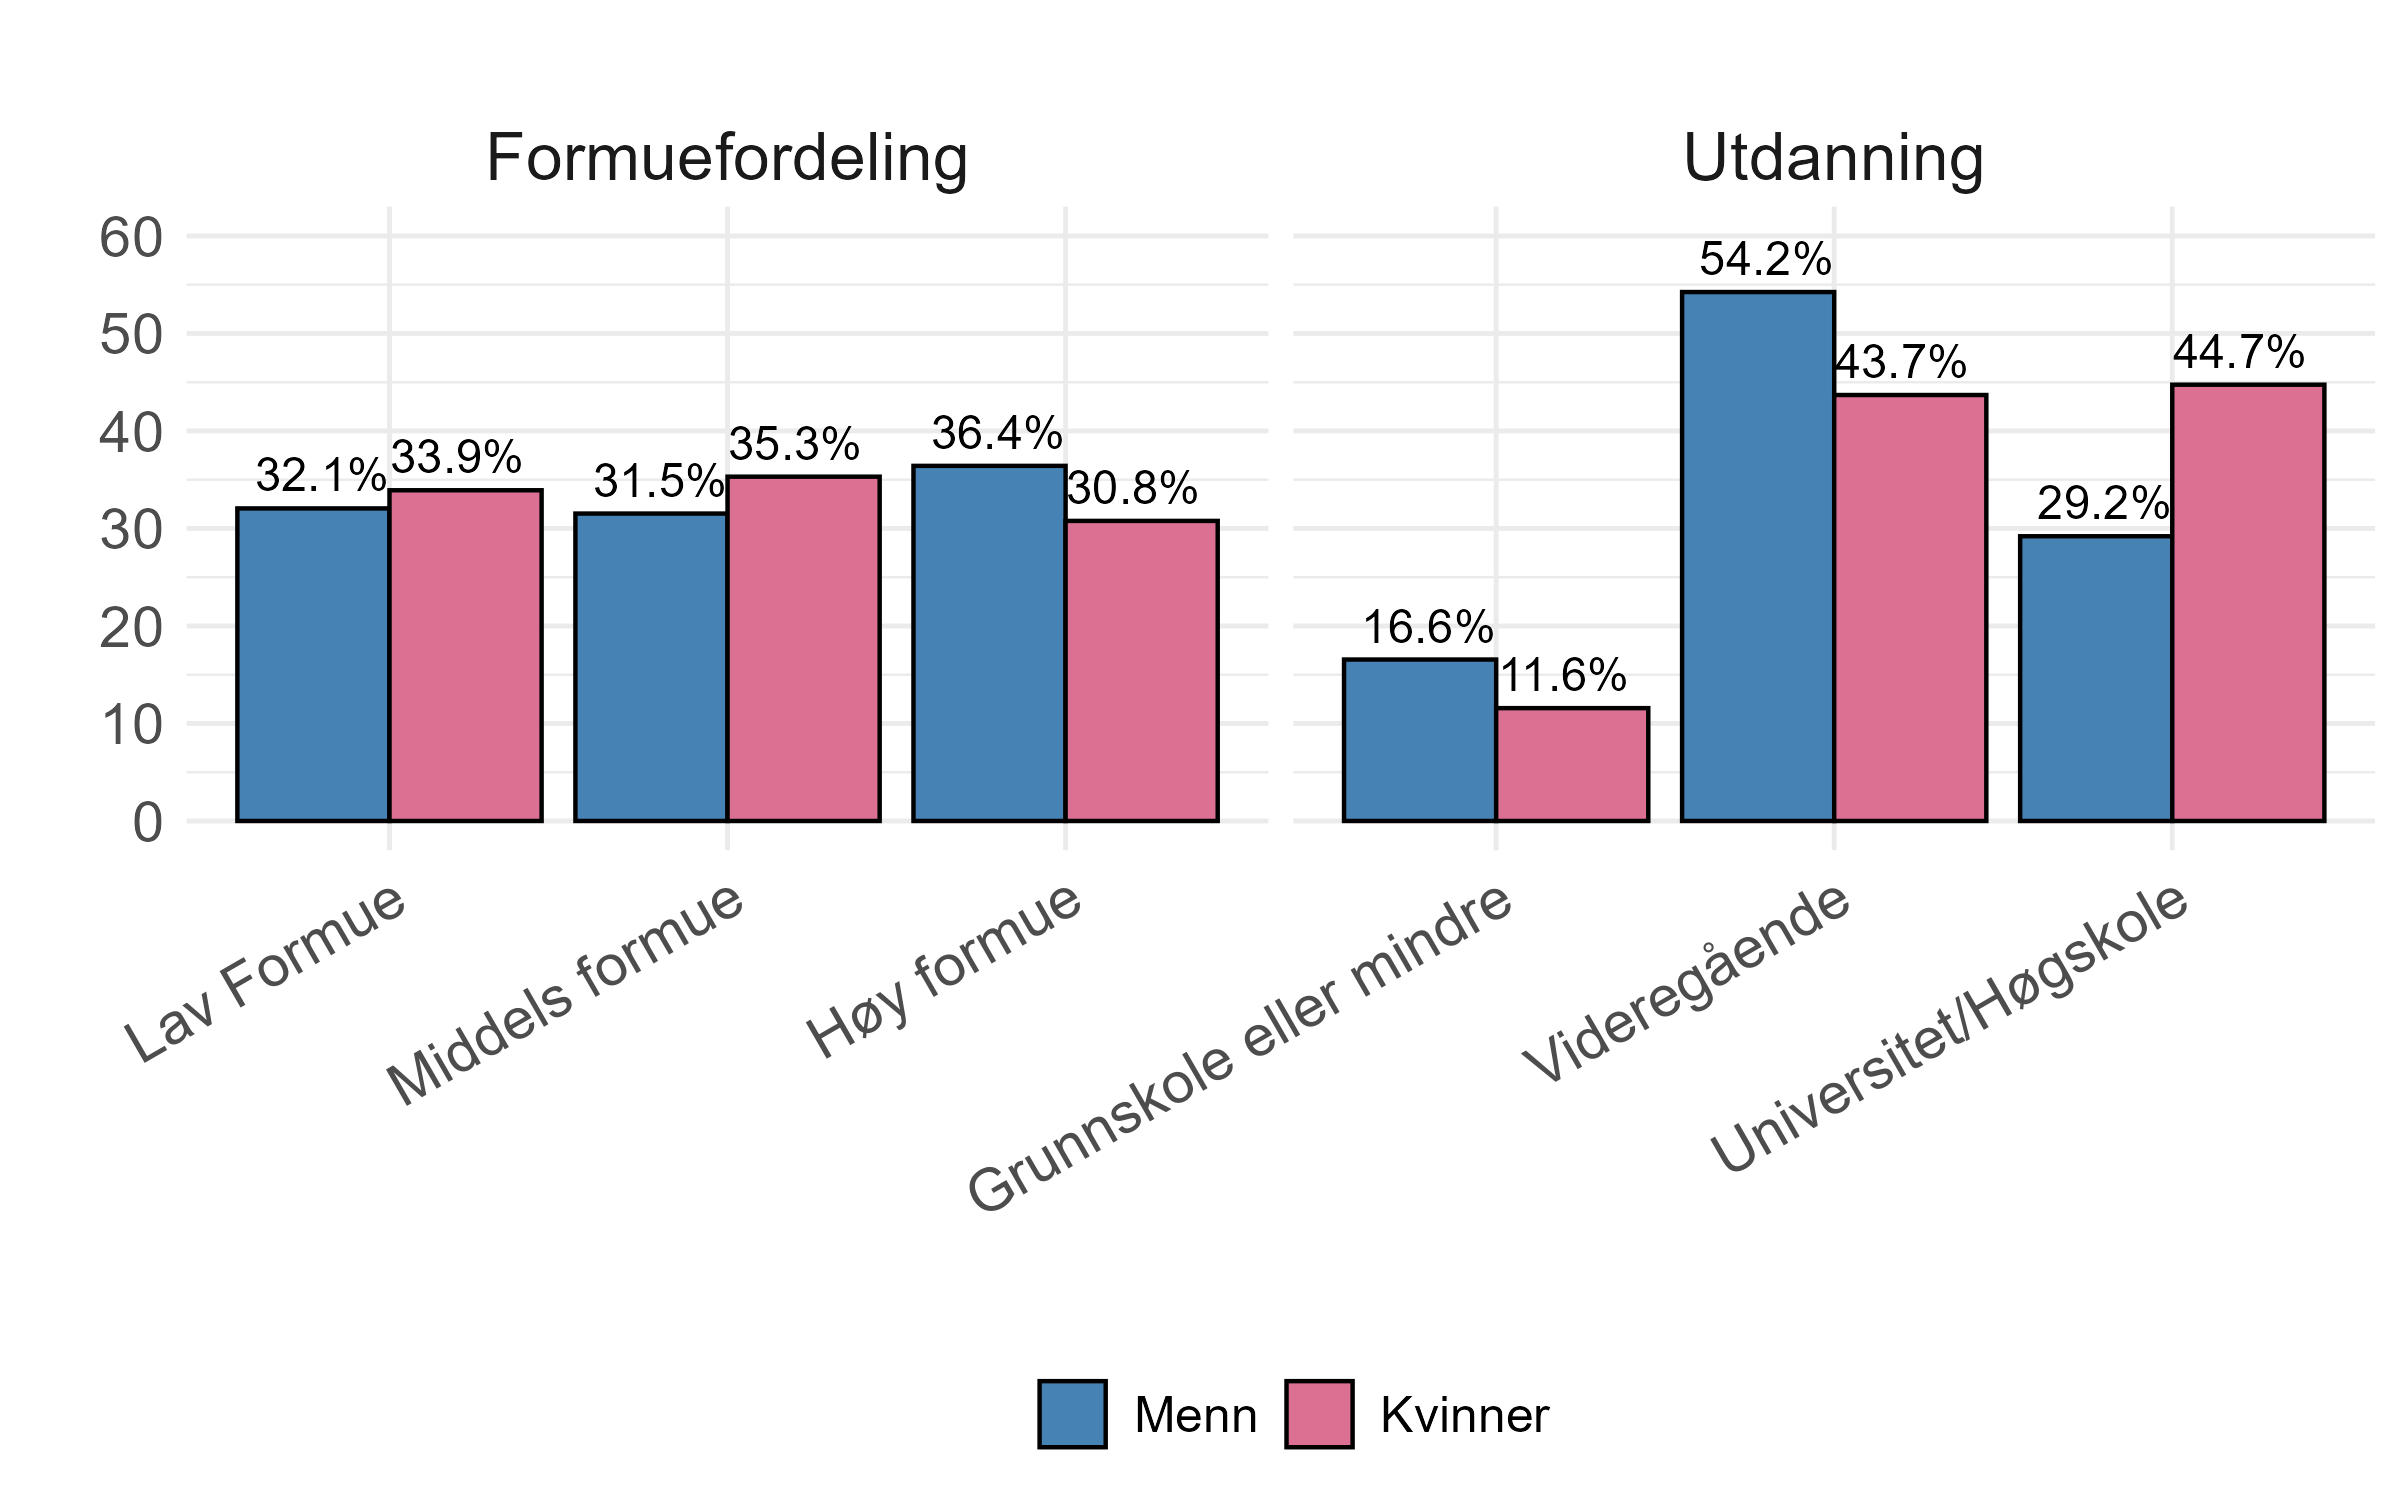 Formuefordeling
Utdanning
60
50
40
30
20
10
0
32.1%
33.9%
31.5%
35.3%
36.4%
30.8%
16.6%
11.6%
54.2%
43.7%
29.2%
44.7%
Lav Formue
Middels formue
Høy formue
Grunnskole eller mindre
Videregående
Universitet/Høgskole
Menn
Kvinner